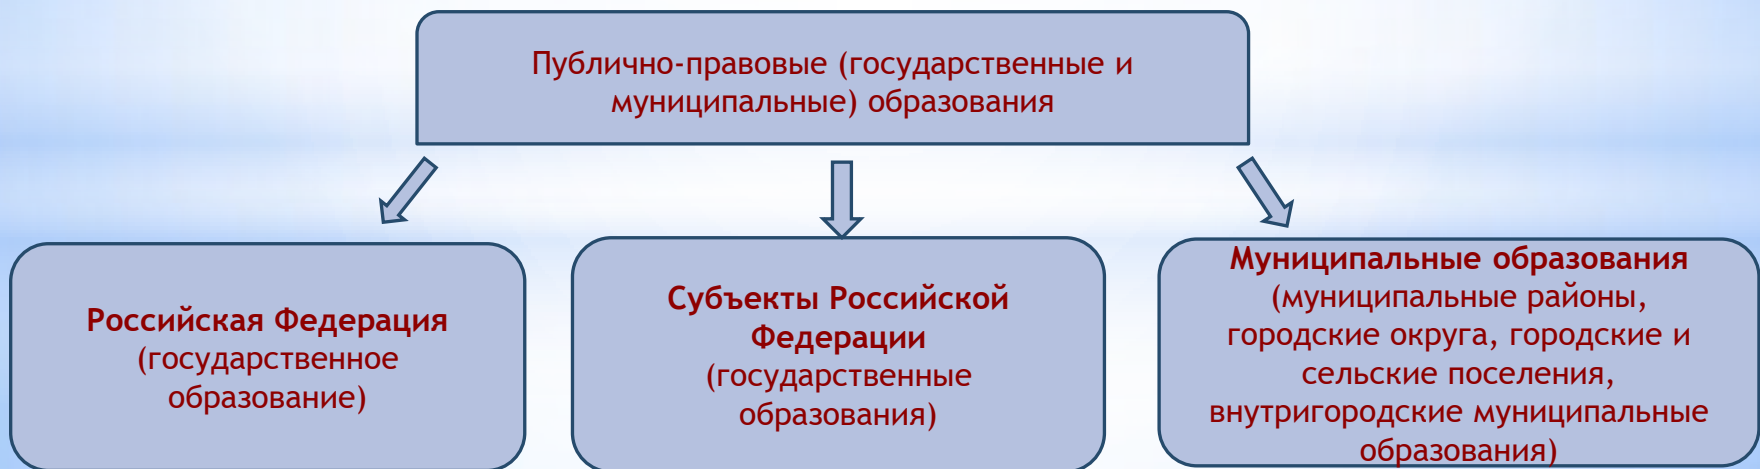 Публично-правовые (государственные и
муниципальные) образования
Российская Федерация
(государственное
образование)
Субъекты Российской
Федерации
(государственные
образования)
Муниципальные образования
(муниципальные районы,
городские округа, городские и
сельские поселения,
внутригородские муниципальные
образования)